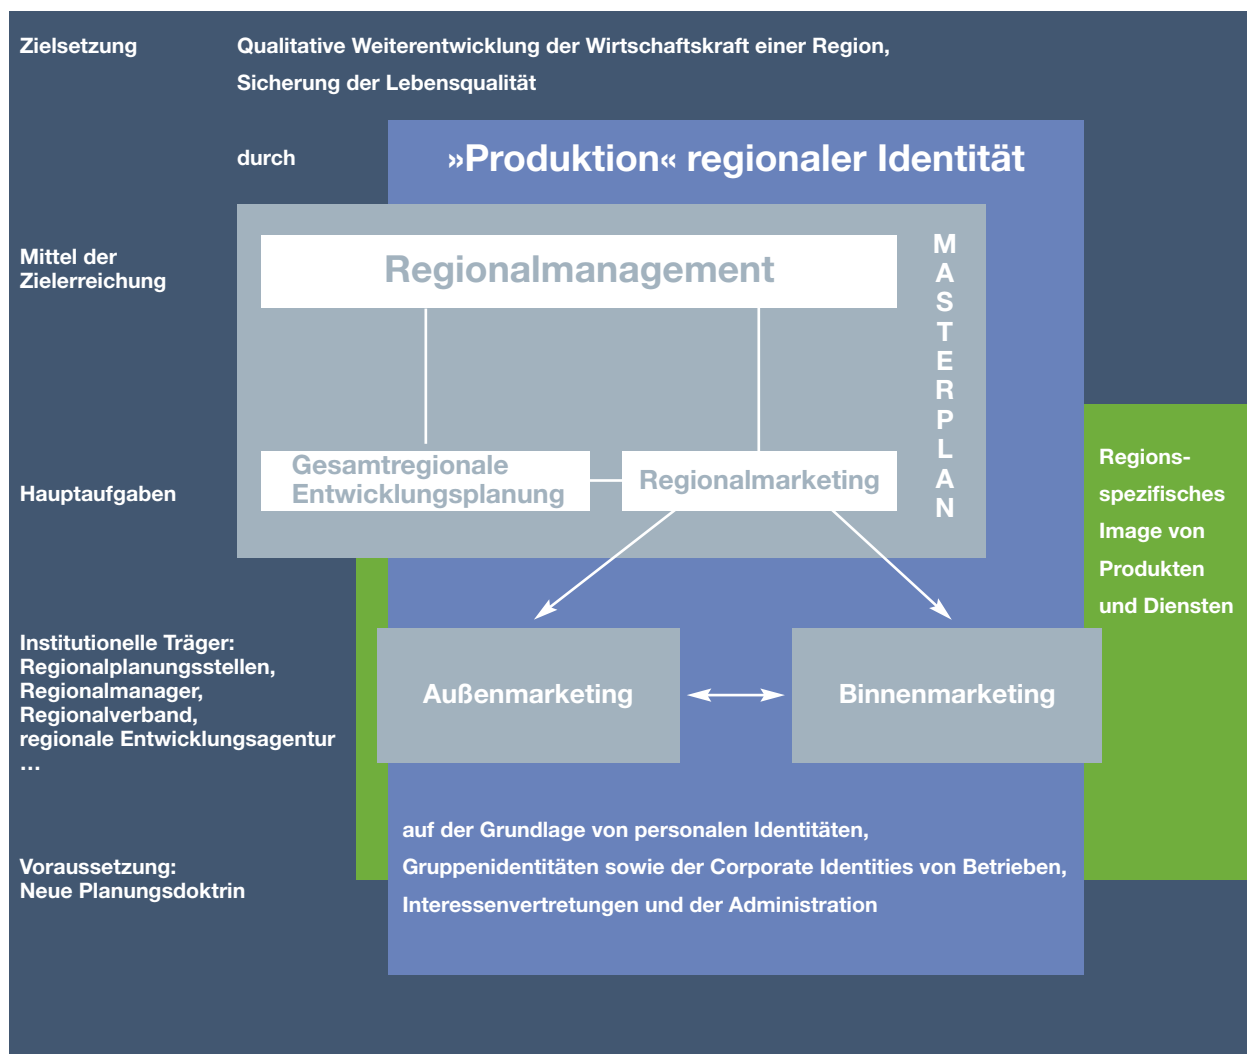 Zielsetzung
Qualitative Weiterentwicklung der Wirtschaftskraft einer Region,
Sicherung der Lebensqualität
durch
»Produktion« regionaler Identität
Mittel der
Zielerreichung
Regionalmanagement
MASTERPLAN
Hauptaufgaben
Gesamtregionale
Entwicklungsplanung
Regionalmarketing
Regions-
spezifisches
Image von
Produkten
und Diensten
Institutionelle Träger:
Regionalplanungsstellen,
Regionalmanager,
Regionalverband,
regionale Entwicklungsagentur
…
Außenmarketing
Binnenmarketing
Voraussetzung:
Neue Planungsdoktrin
auf der Grundlage von personalen Identitäten,
Gruppenidentitäten sowie der Corporate Identities von Betrieben,
Interessenvertretungen und der Administration